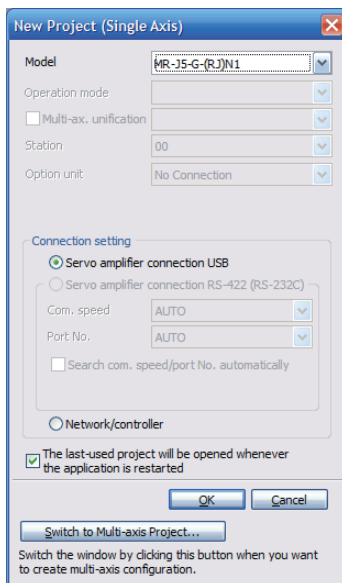 New Project (Single Axis)
Model MR-J5-G-(RJ)N1
Operation mode
Multi-ax. unification
Station 00
Option unit No Connection
Connection setting
Servo amplifier connection USB
Servo amplifier connection RS-422 (RS-232C)
Com. speed AUTO
Port No. AUTO
Search com. speed/port No. automatically
Network/controller
The last-used project will be opened whenever
the application is restarted
OK Cancel
Switch to Multi-axis Project...
Switch the window by clicking this button when you want
to create multi-axis configuration.